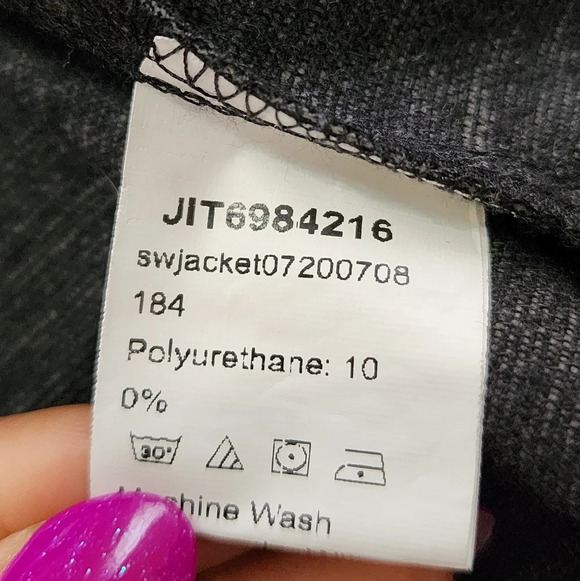 JIT6984216
swjacket07200708
184
Polyurethane: 10
0%
30°
Wash